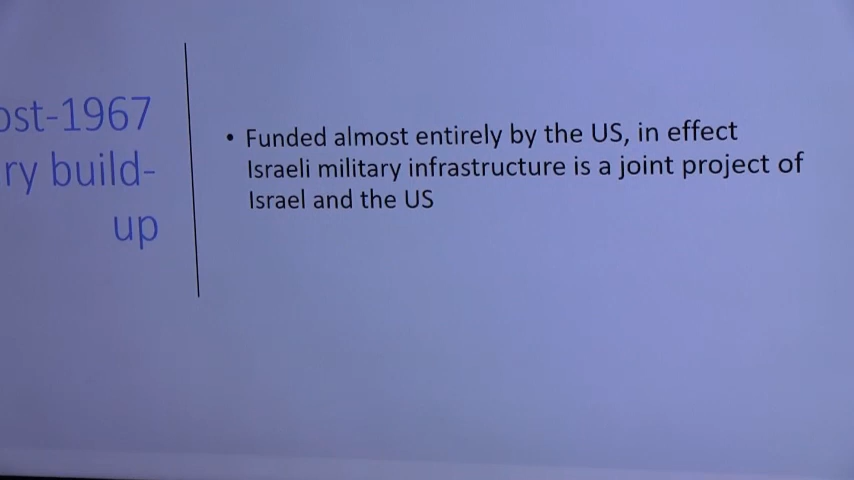 ost-1967
ry build-
up
• Funded almost entirely by the US, in effect
Israeli military infrastructure is a joint project of
Israel and the US